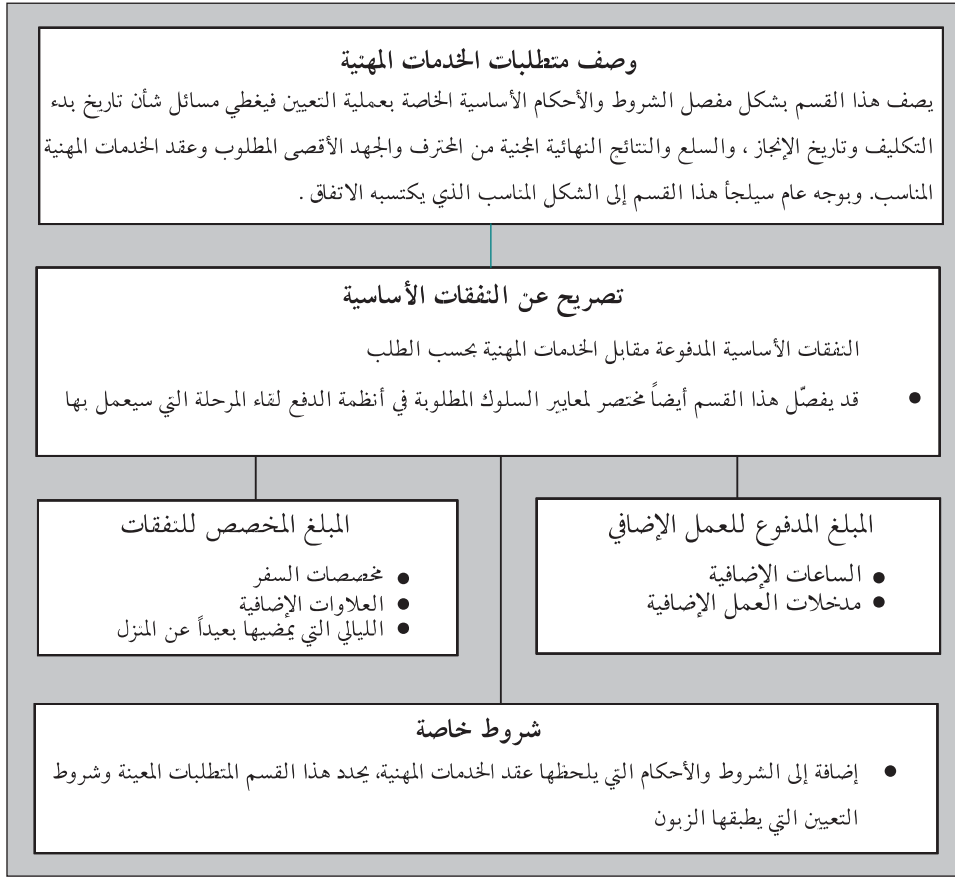 وصف متطلبات الخدمات المهنية
يصف هذا القسم بشكل مفصل الشروط والأحكام الأساسية الخاصة بعملية التعيين فيغطي مسائل شأن تاريخ بدء
التكليف وتاريخ الإنجاز ، والسلع والنتائج النهائية المجنية من المحترف والجهد الأقصى المطلوب وعقد الخدمات المهنية
المناسب. وبوجه عام سيلجأ هذا القسم إلى الشكل المناسب الذي يكتسبه الاتفاق .
تصريح عن النفقات الأساسية
النفقات الأساسية المدفوعة مقابل الخدمات المهنية بحسب الطلب
● قد يفصّل هذا القسم أيضاً مختصر لمعايير السلوك المطلوبة في أنظمة الدفع لقاء المرحلة التي سيعمل بها
المبلغ المدفوع للعمل الإضافي
● الساعات الإضافية
● مدخلات العمل الإضافية
المبلغ المخصص للنفقات
● مخصصات السفر
● العلاوات الإضافية
● الليالي التي يمضيها بعيداً عن المنزل
شروط خاصة
● إضافة إلى الشروط والأحكام التي يلحظها عقد الخدمات المهنية، يحدد هذا القسم المتطلبات المعينة وشروط
التعيين التي يطبقها الزبون